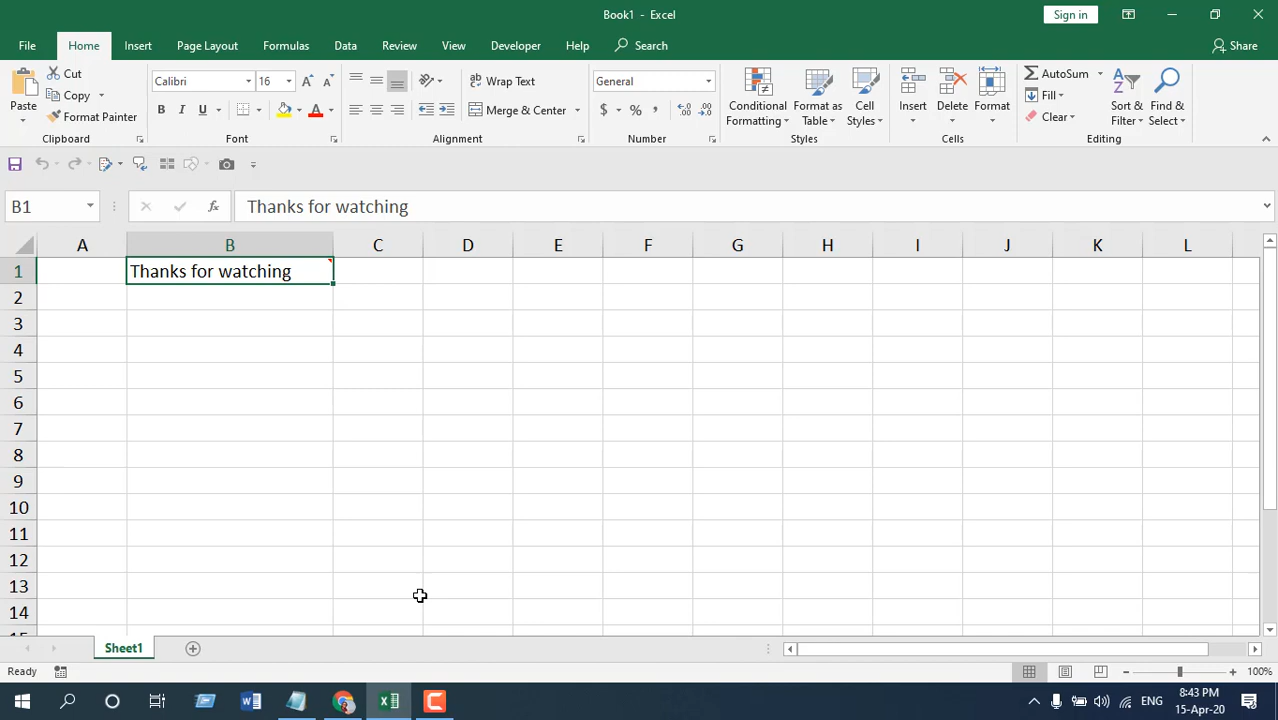 Book1 - Excel
Sign in
File Home Insert Page Layout Formulas Data Review View Developer Help Search Share
Paste
Cut
Copy
Format Painter
Clipboard
Calibri 16
B I U
Font
Wrap Text
Merge & Center
Alignment
General
$ % ,
Number
Conditional Formatting
Format as Table
Cell Styles
Styles
Insert
Delete
Format
Cells
AutoSum
Fill
Clear
Sort & Filter
Find & Select
Editing
B1 fx Thanks for watching
A B C D E F G H I J K L
1 Thanks for watching
2
3
4
5
6
7
8
9
10
11
12
13
14
15
Sheet1
Ready 100%
ENG
8:43 PM
15-Apr-20